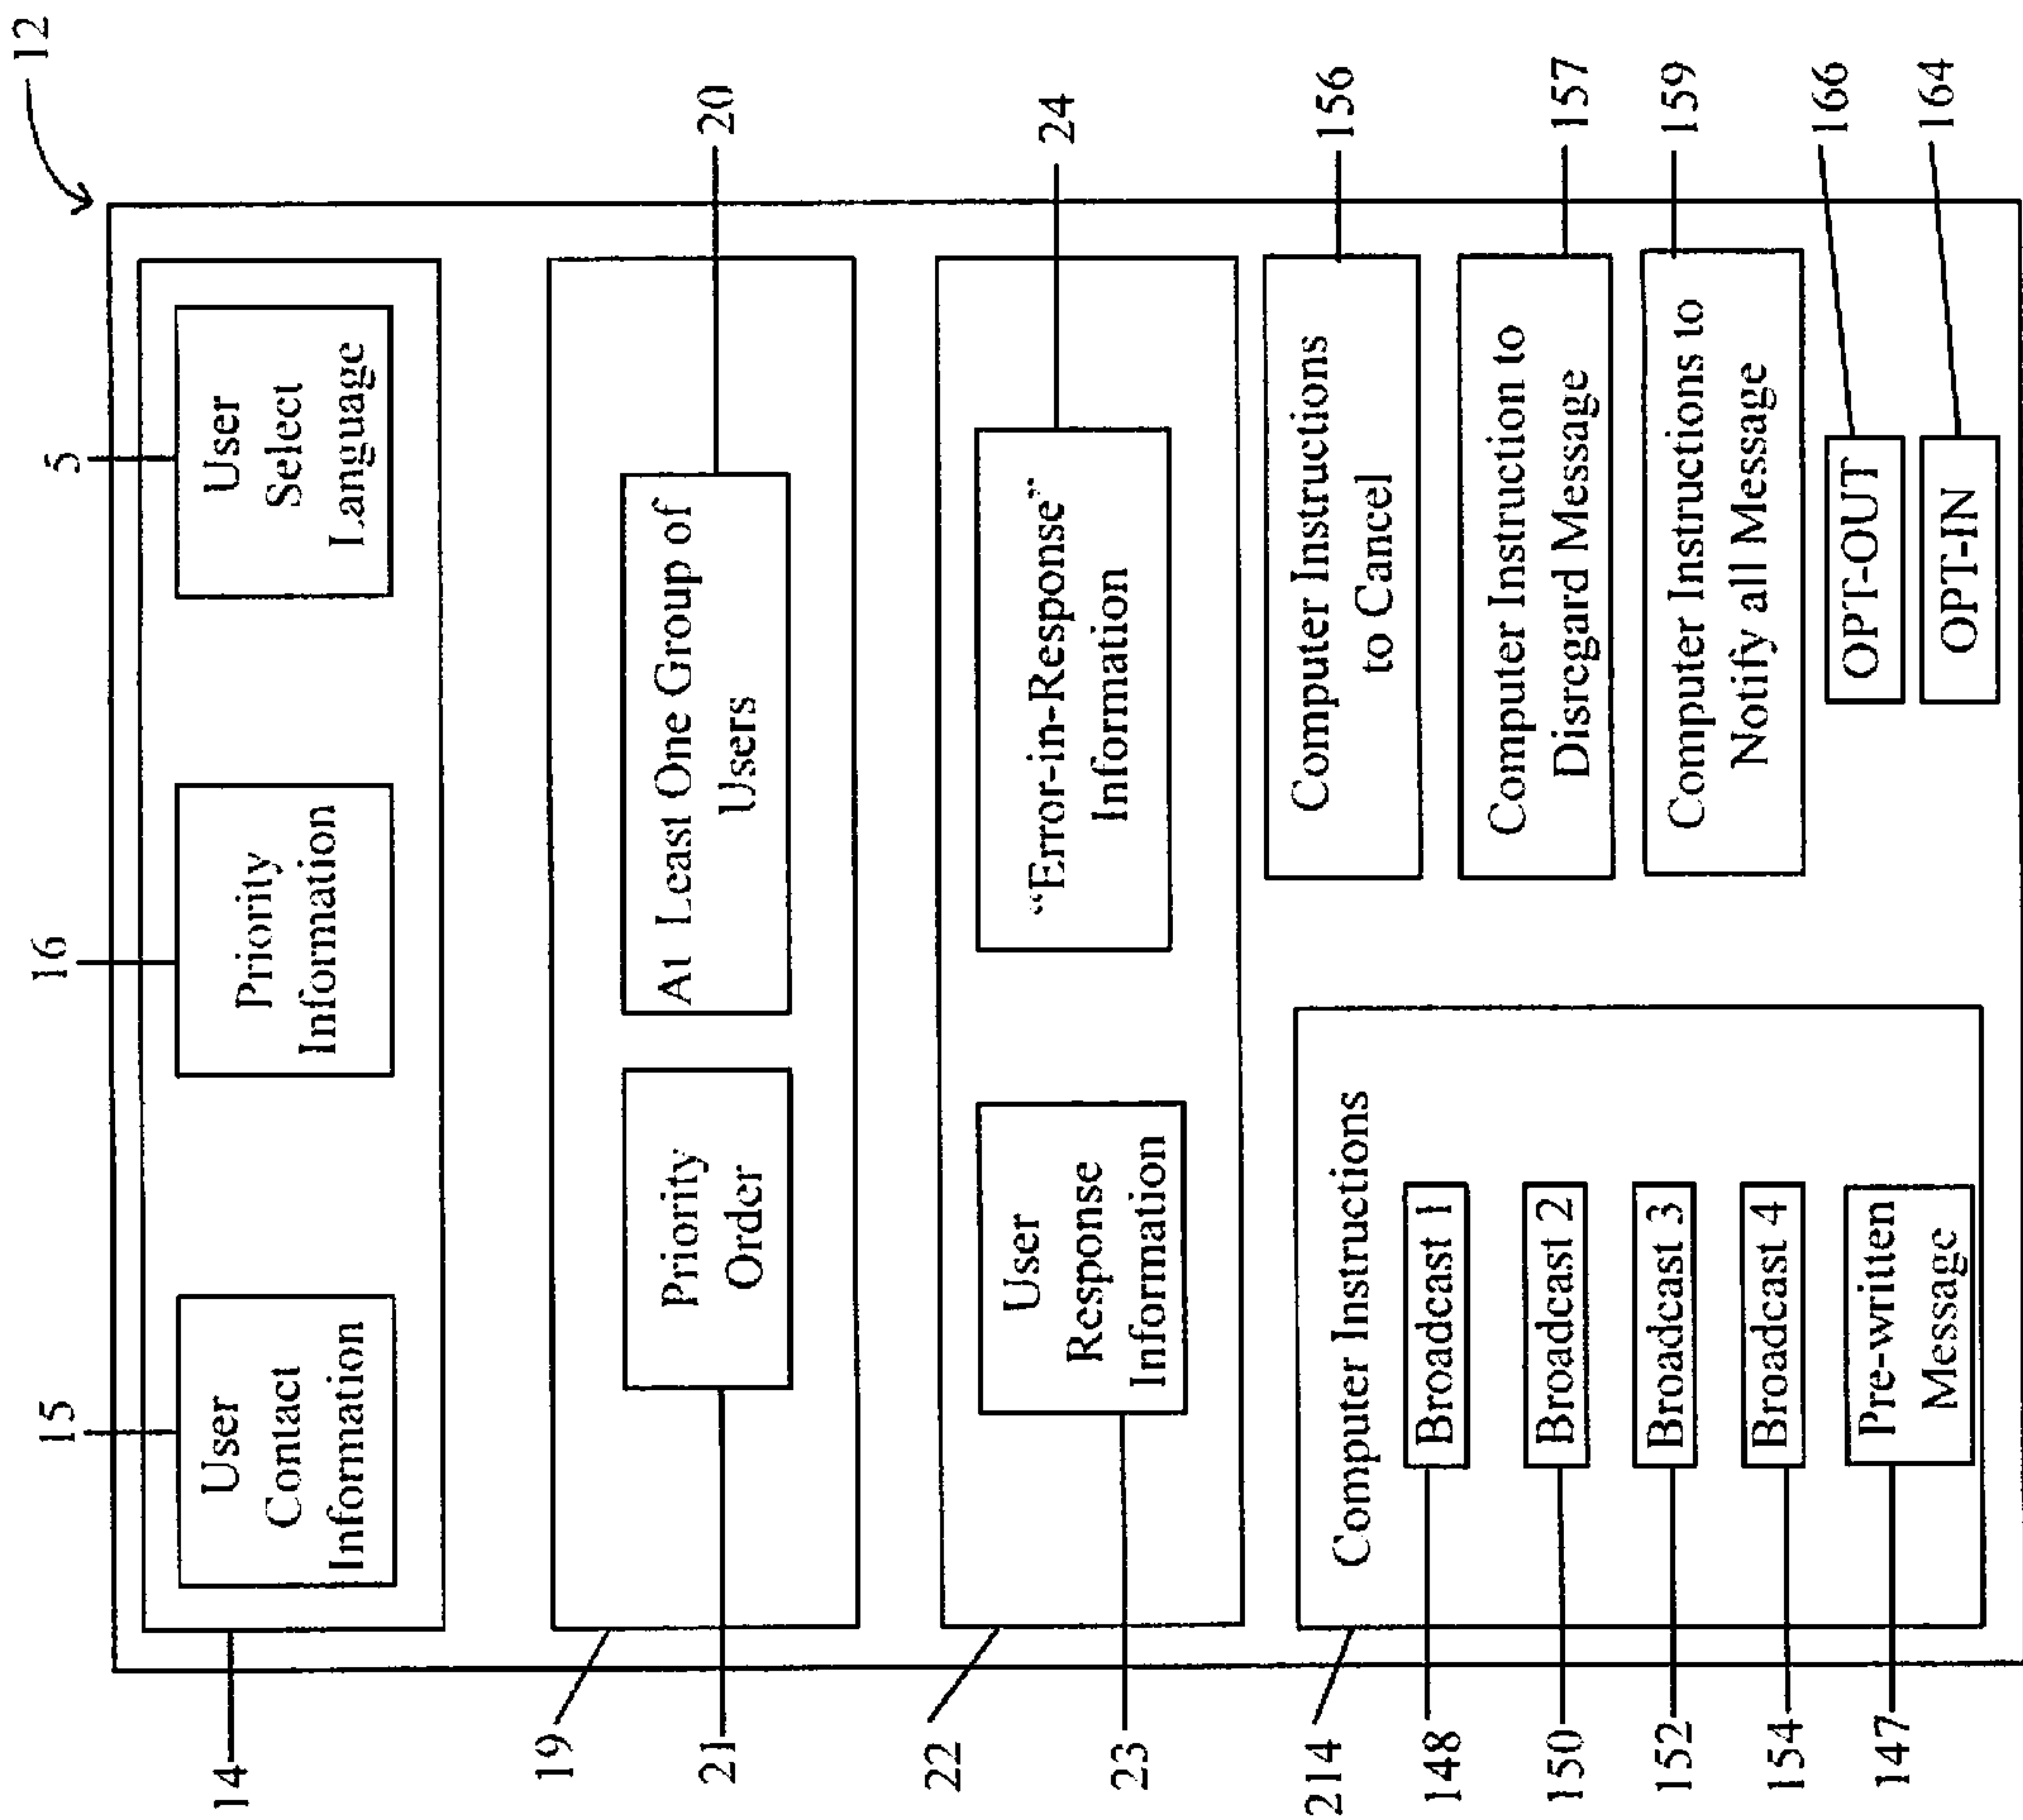 12
15
16
5
User
Contact
Information
Priority
Information
User
Select
Language
14
19
21
Priority
Order
At Least One Group of
Users
20
22
23
User
Response
Information
"Error-in-Response"
Information
24
214
Computer Instructions
148
Broadcast 1
150
Broadcast 2
152
Broadcast 3
154
Broadcast 4
147
Pre-written
Message
Computer Instructions
to Cancel
156
Computer Instruction to
Disregard Message
157
Computer Instructions to
Notify all Message
159
OPT-OUT
166
OPT-IN
164